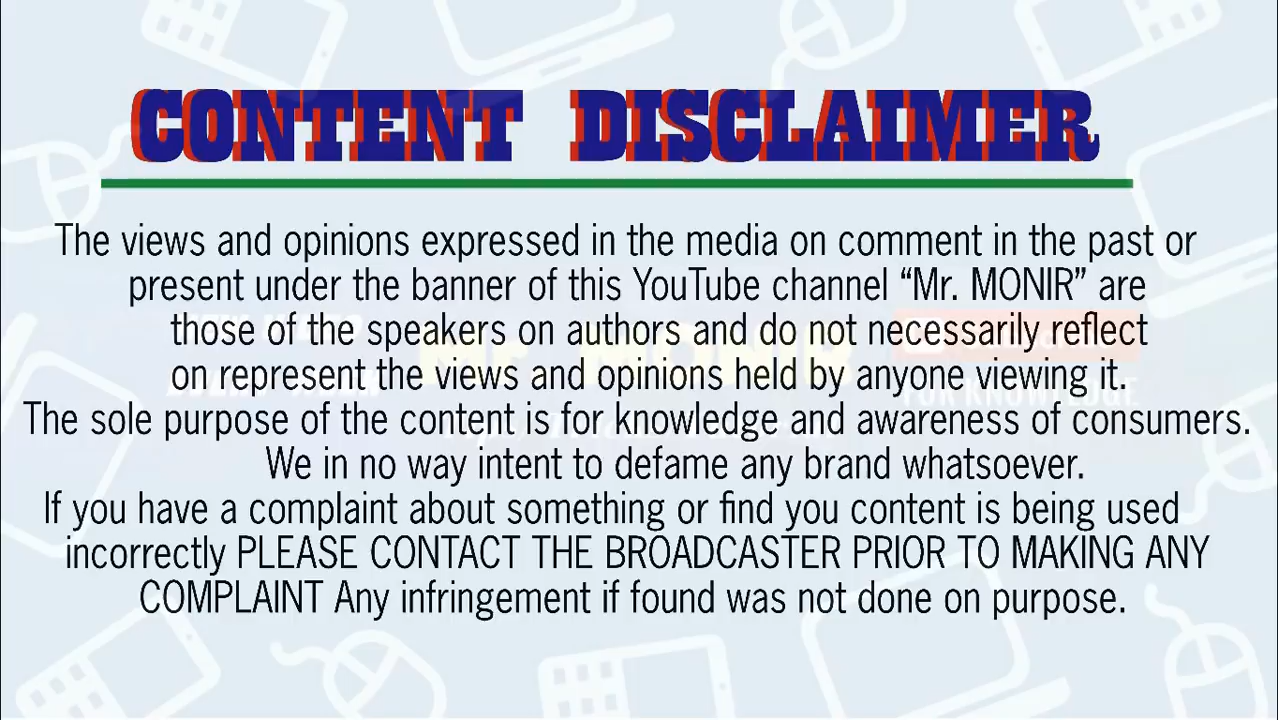 CONTENT DISCLAIMER
The views and opinions expressed in the media on comment in the past or
present under the banner of this YouTube channel “Mr. MONIR” are
those of the speakers on authors and do not necessarily reflect
on represent the views and opinions held by anyone viewing it.
The sole purpose of the content is for knowledge and awareness of consumers.
We in no way intent to defame any brand whatsoever.
If you have a complaint about something or find you content is being used
incorrectly PLEASE CONTACT THE BROADCASTER PRIOR TO MAKING ANY
COMPLAINT Any infringement if found was not done on purpose.
Mr. MONIR
FOR KNOWLEDGE